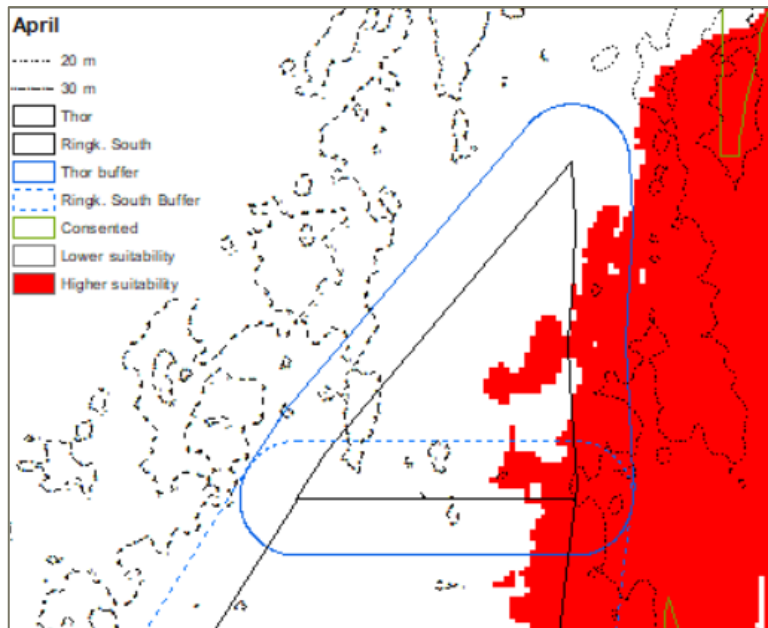 April
20 m
30 m
Thor
Ringk. South
Thor buffer
Ringk. South Buffer
Consented
Lower suitability
Higher suitability